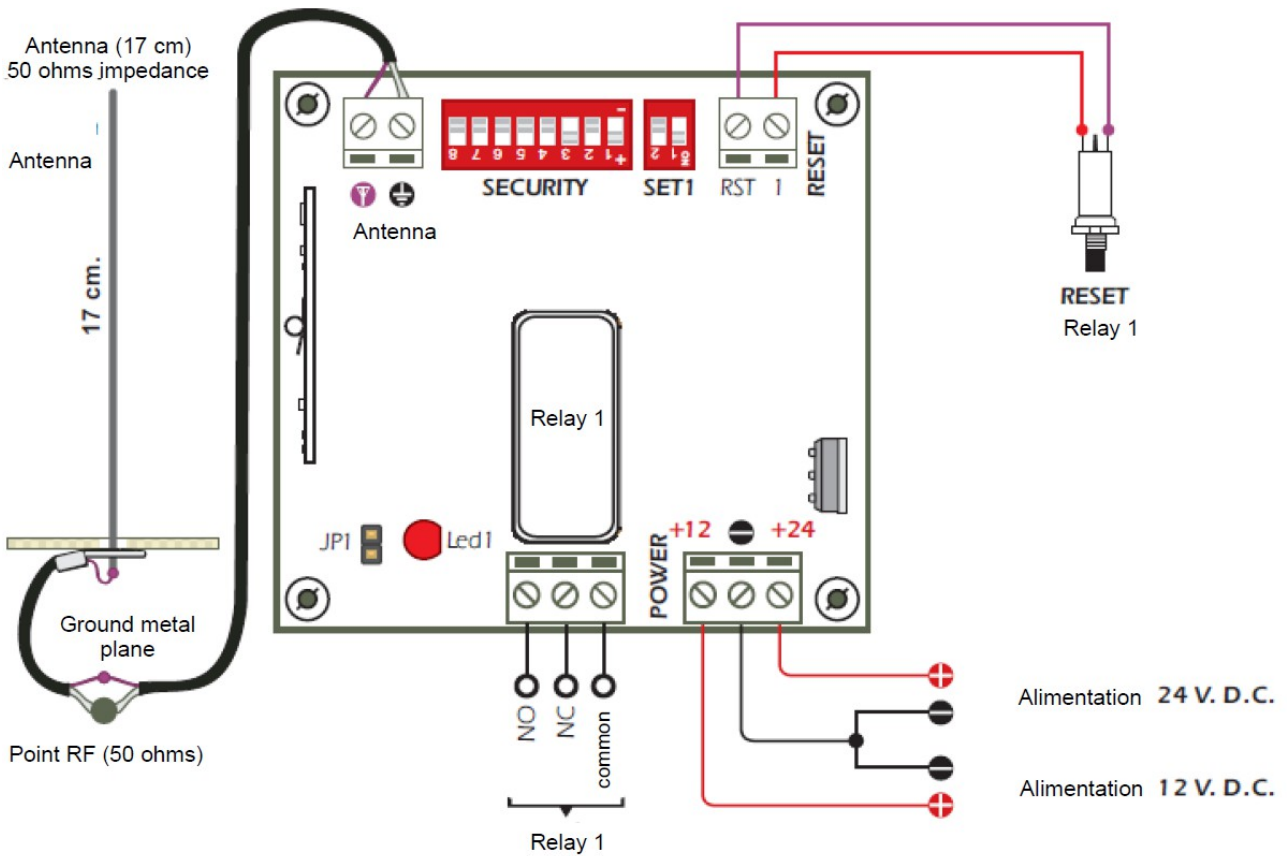 Antenna (17 cm)
50 ohms jmpedance
Antenna
17 cm.
Ground metal
plane
Point RF (50 ohms)
Antenna
8 7 6 5 4 3 2 1
- +
SECURITY
2 1
ON
SET1
RST 1
RESET
RESET
Relay 1
Relay 1
JP1
Led1
POWER
+12
+24
NO
NC
common
Relay 1
Alimentation 24 V. D.C.
Alimentation 12 V. D.C.